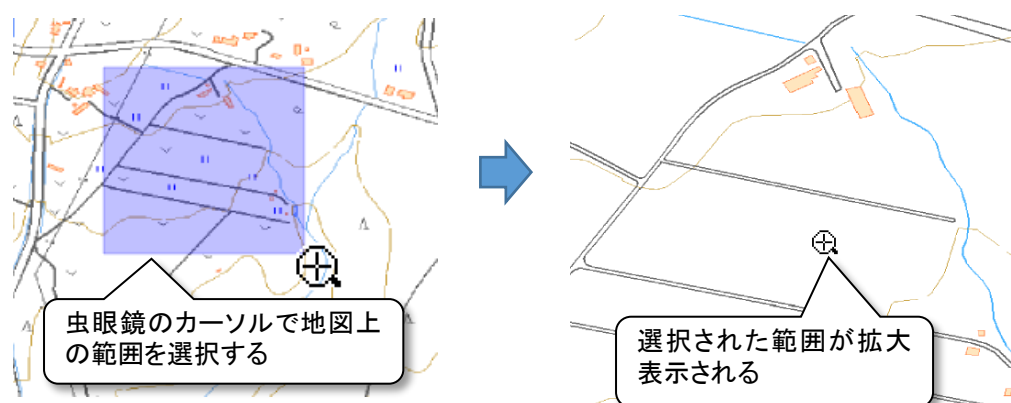 虫眼鏡のカーソルで地図上
の範囲を選択する
選択された範囲が拡大
表示される